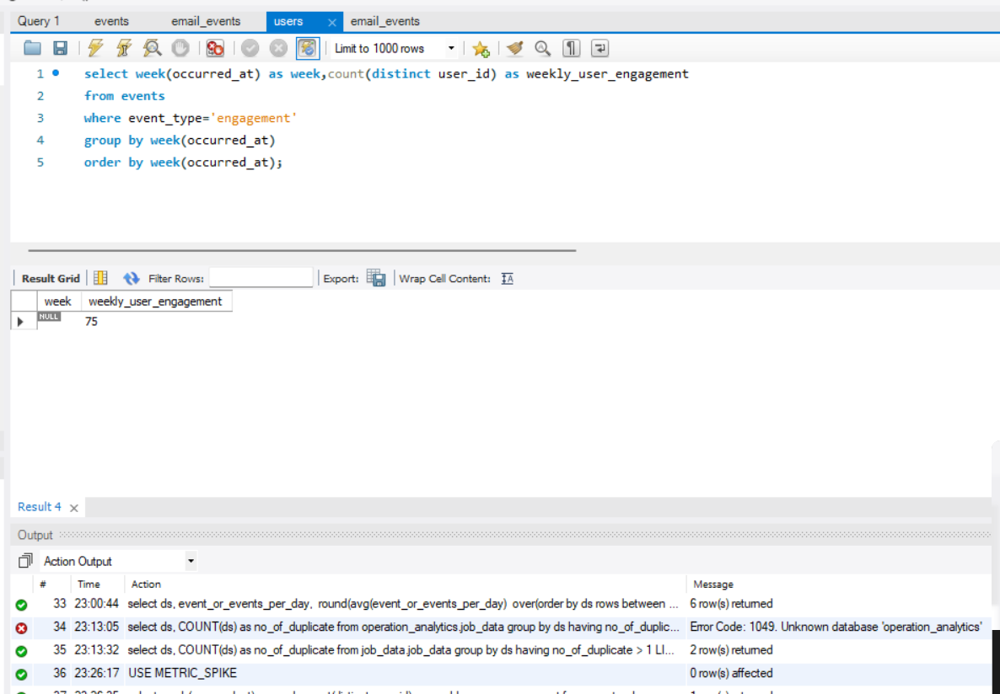 Query 1 events email_events users × email_events
Limit to 1000 rows
1 select week(occurred_at) as week,count(distinct user_id) as weekly_user_engagement
2 from events
3 where event_type='engagement'
4 group by week(occurred_at)
5 order by week(occurred_at);
Result Grid Filter Rows: Export: Wrap Cell Content: IA
week weekly_user_engagement
NULL 75
Result 4 ×
Output
Action Output
# Time Action Message
33 23:00:44 select ds, event_or_events_per_day, round(avg(event_or_events_per_day) over(order by ds rows between ... 6 row(s) returned
34 23:13:05 select ds, COUNT(ds) as no_of_duplicate from operation_analytics.job_data group by ds having no_of_duplic... Error Code: 1049. Unknown database 'operation_analytics'
35 23:13:32 select ds, COUNT(ds) as no_of_duplicate from job_data.job_data group by ds having no_of_duplicate > 1 LI... 2 row(s) returned
36 23:26:17 USE METRIC_SPIKE 0 row(s) affected